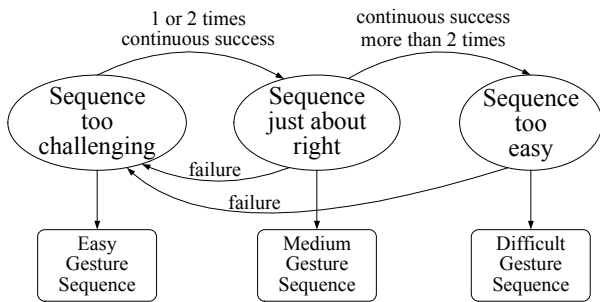 1 or 2 times
continuous success
continuous success
more than 2 times
Sequence
too
challenging
Sequence
just about
right
Sequence
too
easy
failure
failure
Easy
Gesture
Sequence
Medium
Gesture
Sequence
Difficult
Gesture
Sequence